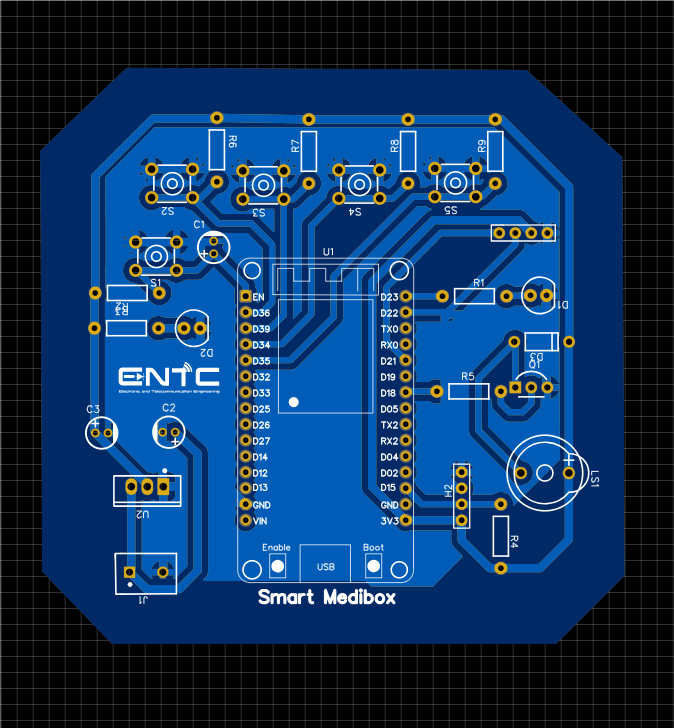 R6
R7
R8
R9
S2
S3
S4
S5
C1
S1
U1
EN
D36
D39
D34
D35
D32
D33
D25
D26
D27
D14
D12
D13
GND
VIN
D23
D22
TX0
RX0
D21
D19
D18
D05
TX2
RX2
D04
D02
D15
GND
3V3
R1
D1
R3
D2
D3
Q1
R5
ENTC
Electronic and Telecommunication Engineering
C3
C2
U2
H2
LS1
R4
J1
Enable
USB
Boot
Smart Medibox